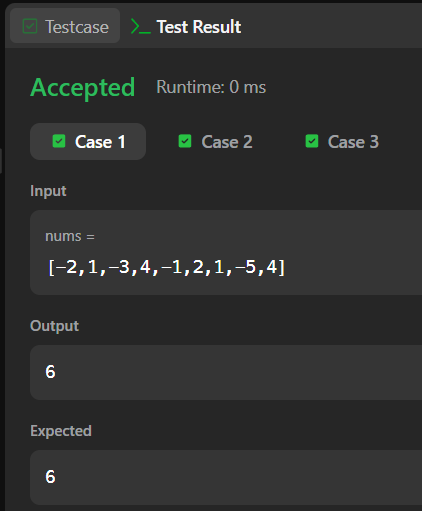 Testcase >_ Test Result
Accepted Runtime: 0 ms
Case 1 Case 2 Case 3
Input
nums =
[-2,1,-3,4,-1,2,1,-5,4]
Output
6
Expected
6